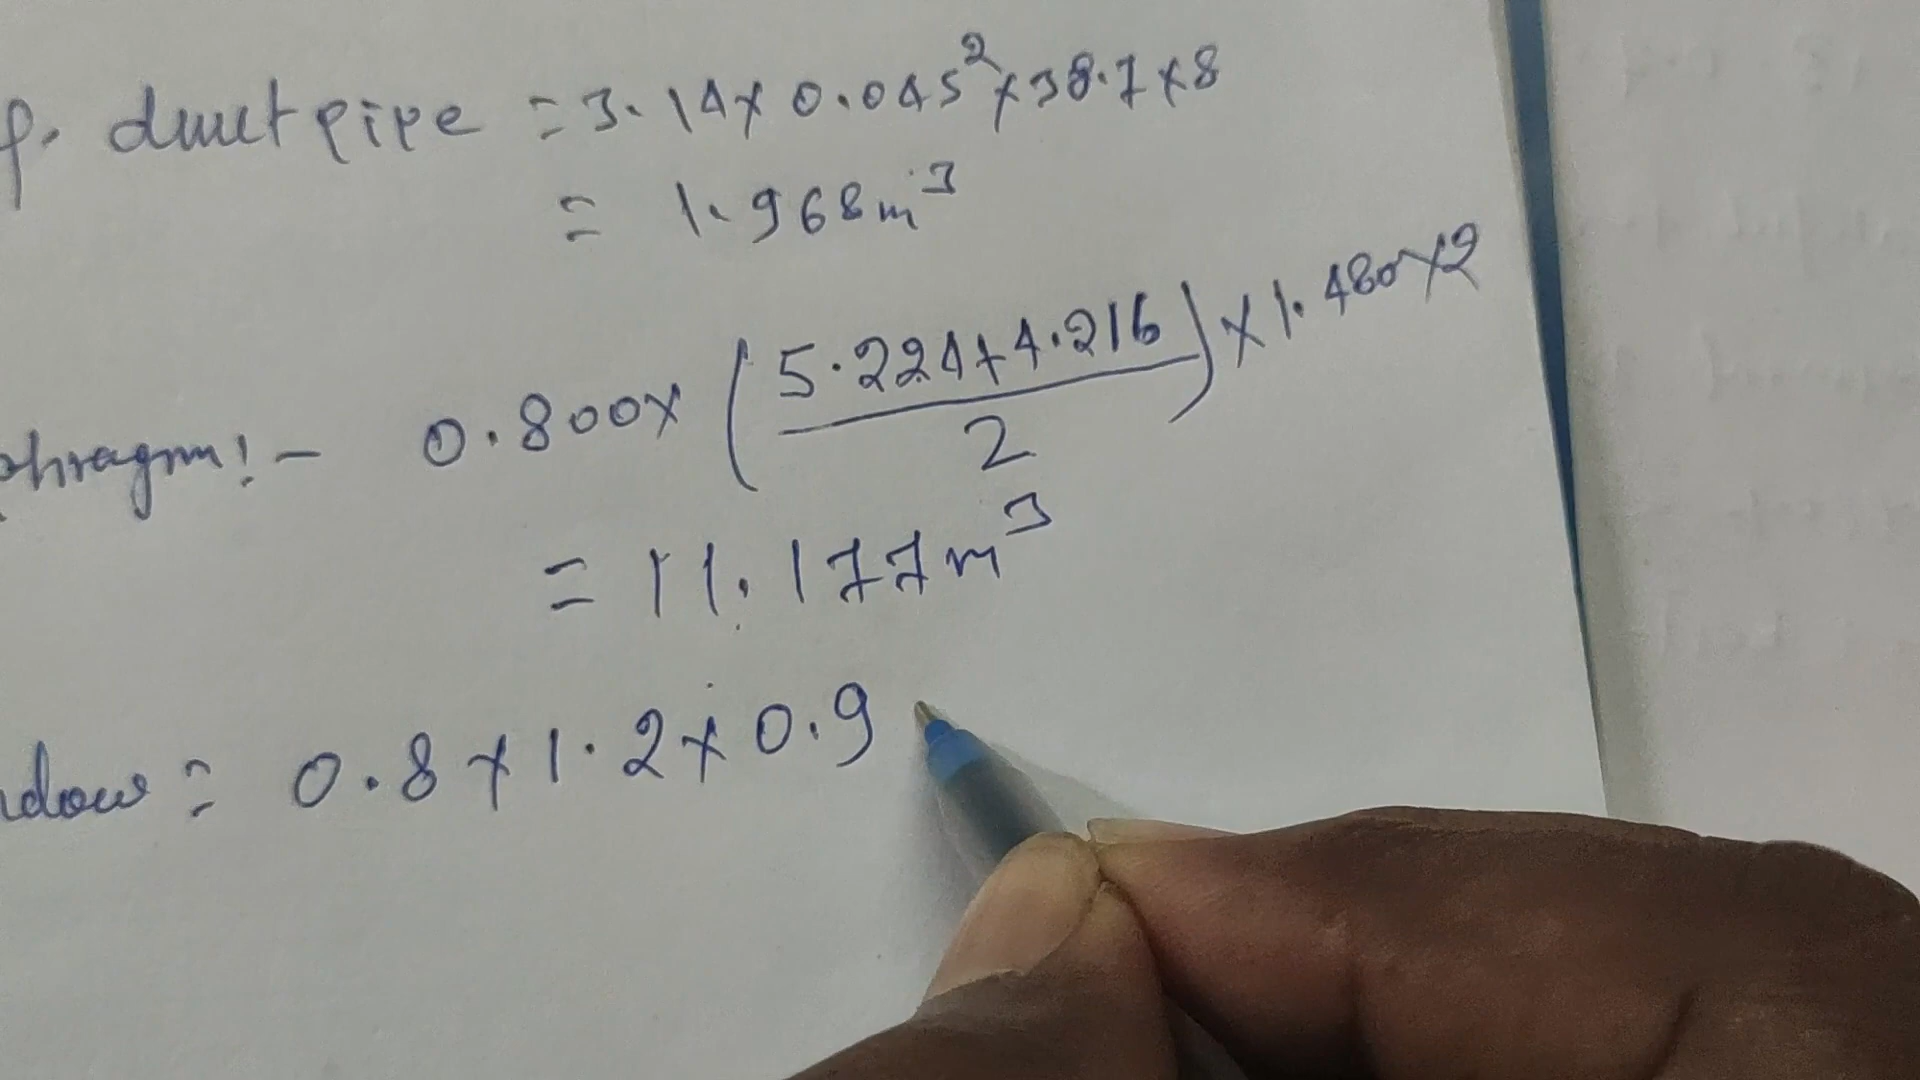 f. duct pipe = 3.14 x 0.045² x 38.7 x 8
= 1.968 m³
phragm :- 0.800 x (5.224 + 4.216 / 2) x 1.480 x 2
= 11.177 m³
ndow = 0.8 x 1.2 x 0.9